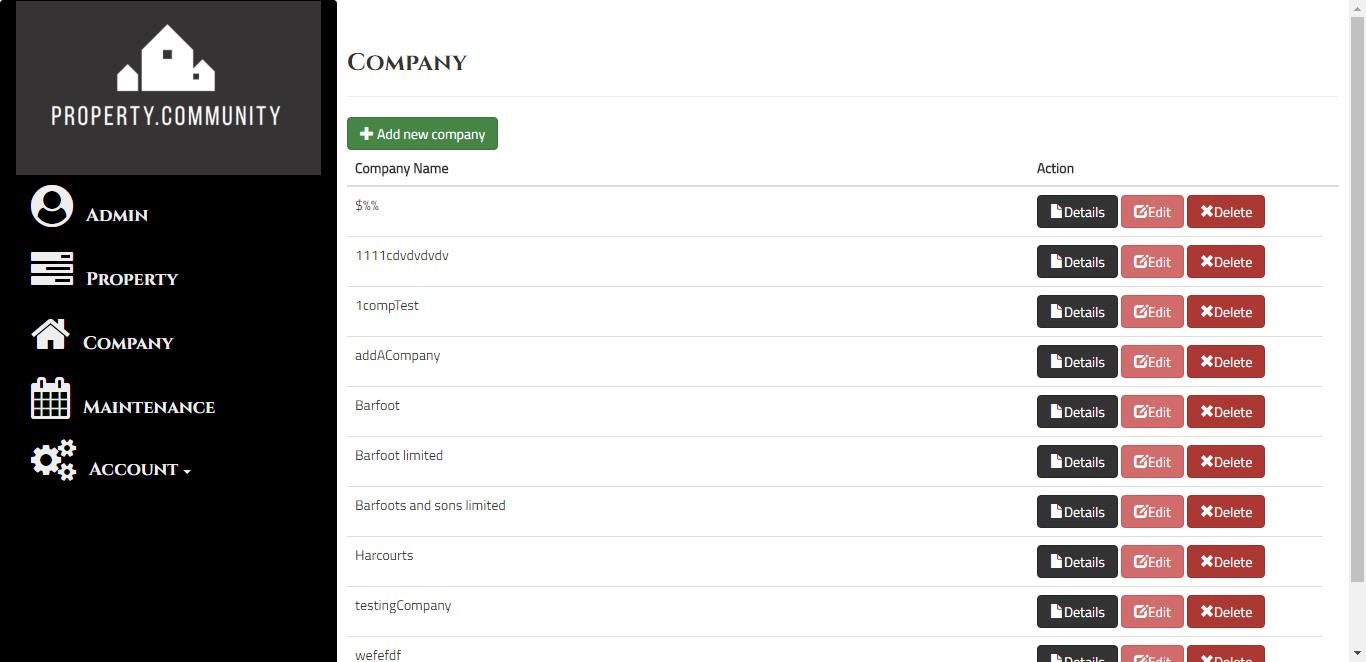 PROPERTY.COMMUNITY
Admin
Property
Company
Maintenance
Account
Company
Add new company
Company Name Action
$%% Details Edit Delete
1111cdvdvdvdv Details Edit Delete
1compTest Details Edit Delete
addACompany Details Edit Delete
Barfoot Details Edit Delete
Barfoot limited Details Edit Delete
Barfoots and sons limited Details Edit Delete
Harcourts Details Edit Delete
testingCompany Details Edit Delete
wefefdf Details Edit Delete